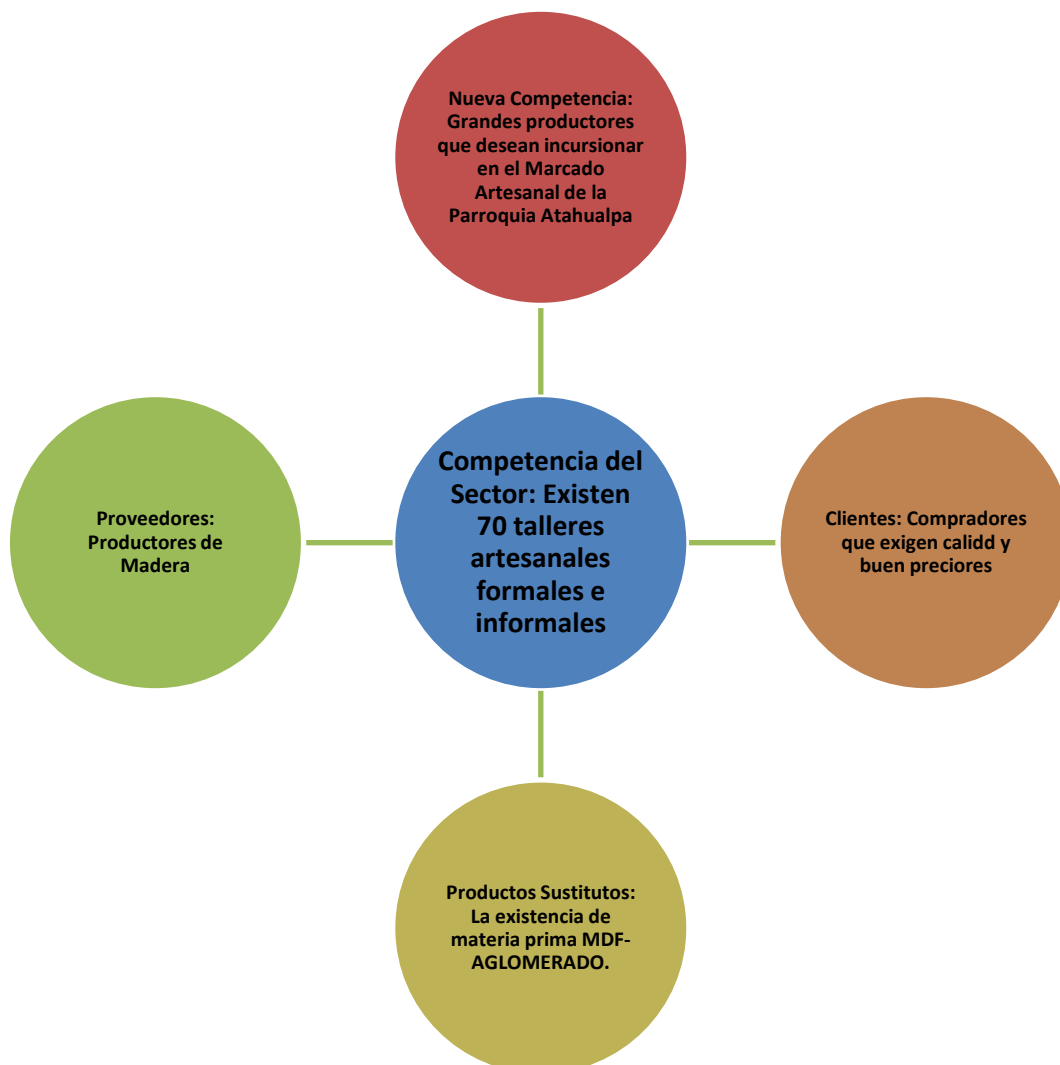 Nueva Competencia:
Grandes productores
que desean incursionar
en el Marcado
Artesanal de la
Parroquia Atahualpa
Proveedores:
Productores de
Madera
Competencia del
Sector: Existen
70 talleres
artesanales
formales e
informales
Clientes: Compradores
que exigen calidd y
buen preciores
Productos Sustitutos:
La existencia de
materia prima MDF-
AGLOMERADO.